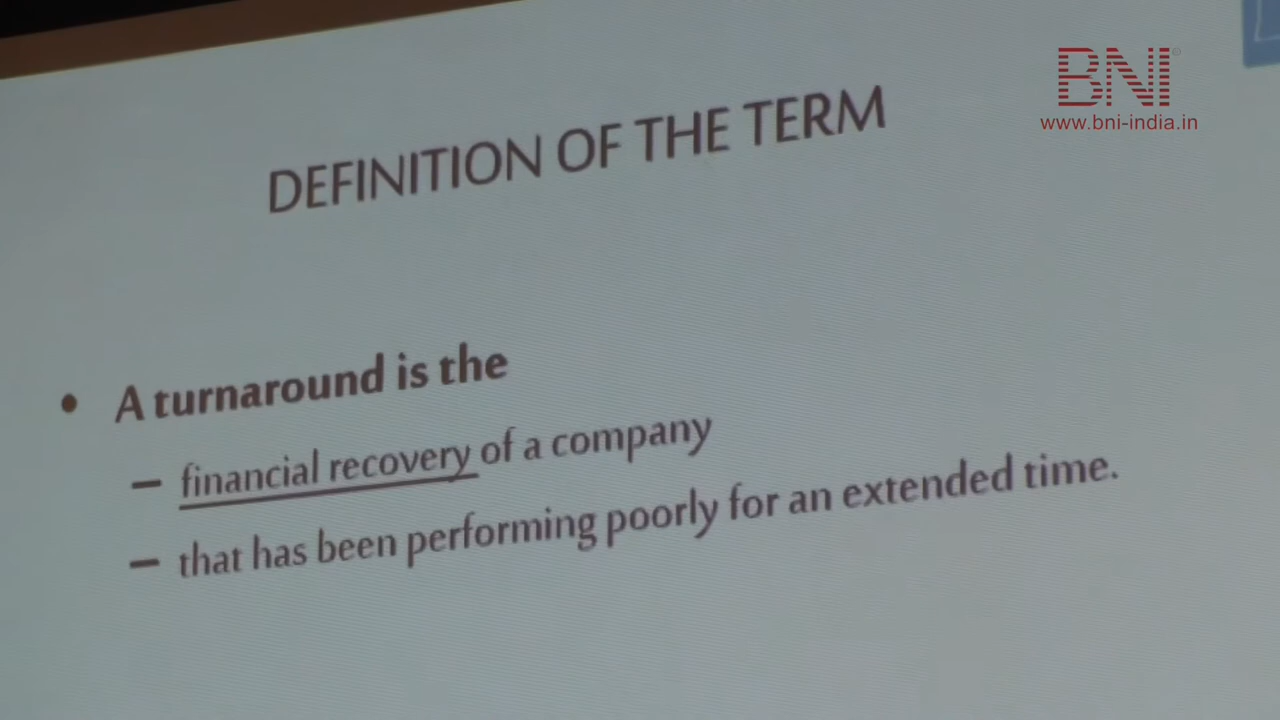 BNI®
www.bni-india.in
DEFINITION OF THE TERM
• A turnaround is the
– financial recovery of a company
– that has been performing poorly for an extended time.